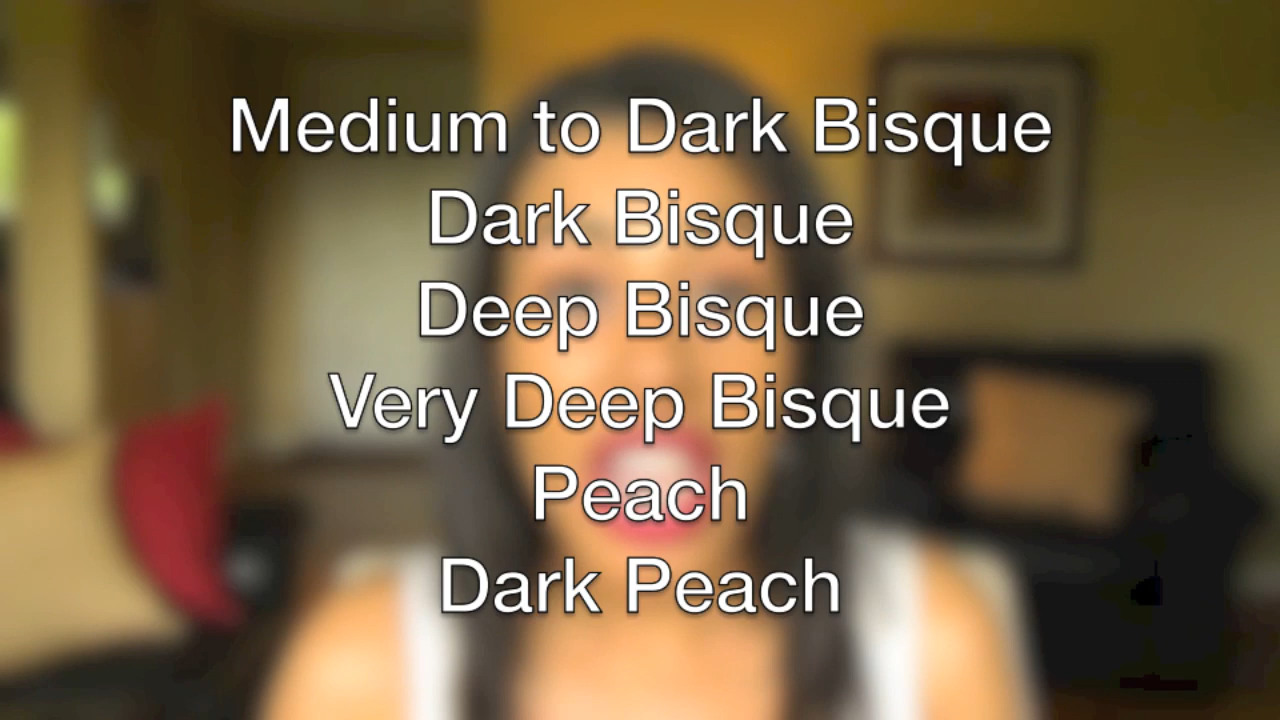 Medium to Dark Bisque
Dark Bisque
Deep Bisque
Very Deep Bisque
Peach
Dark Peach